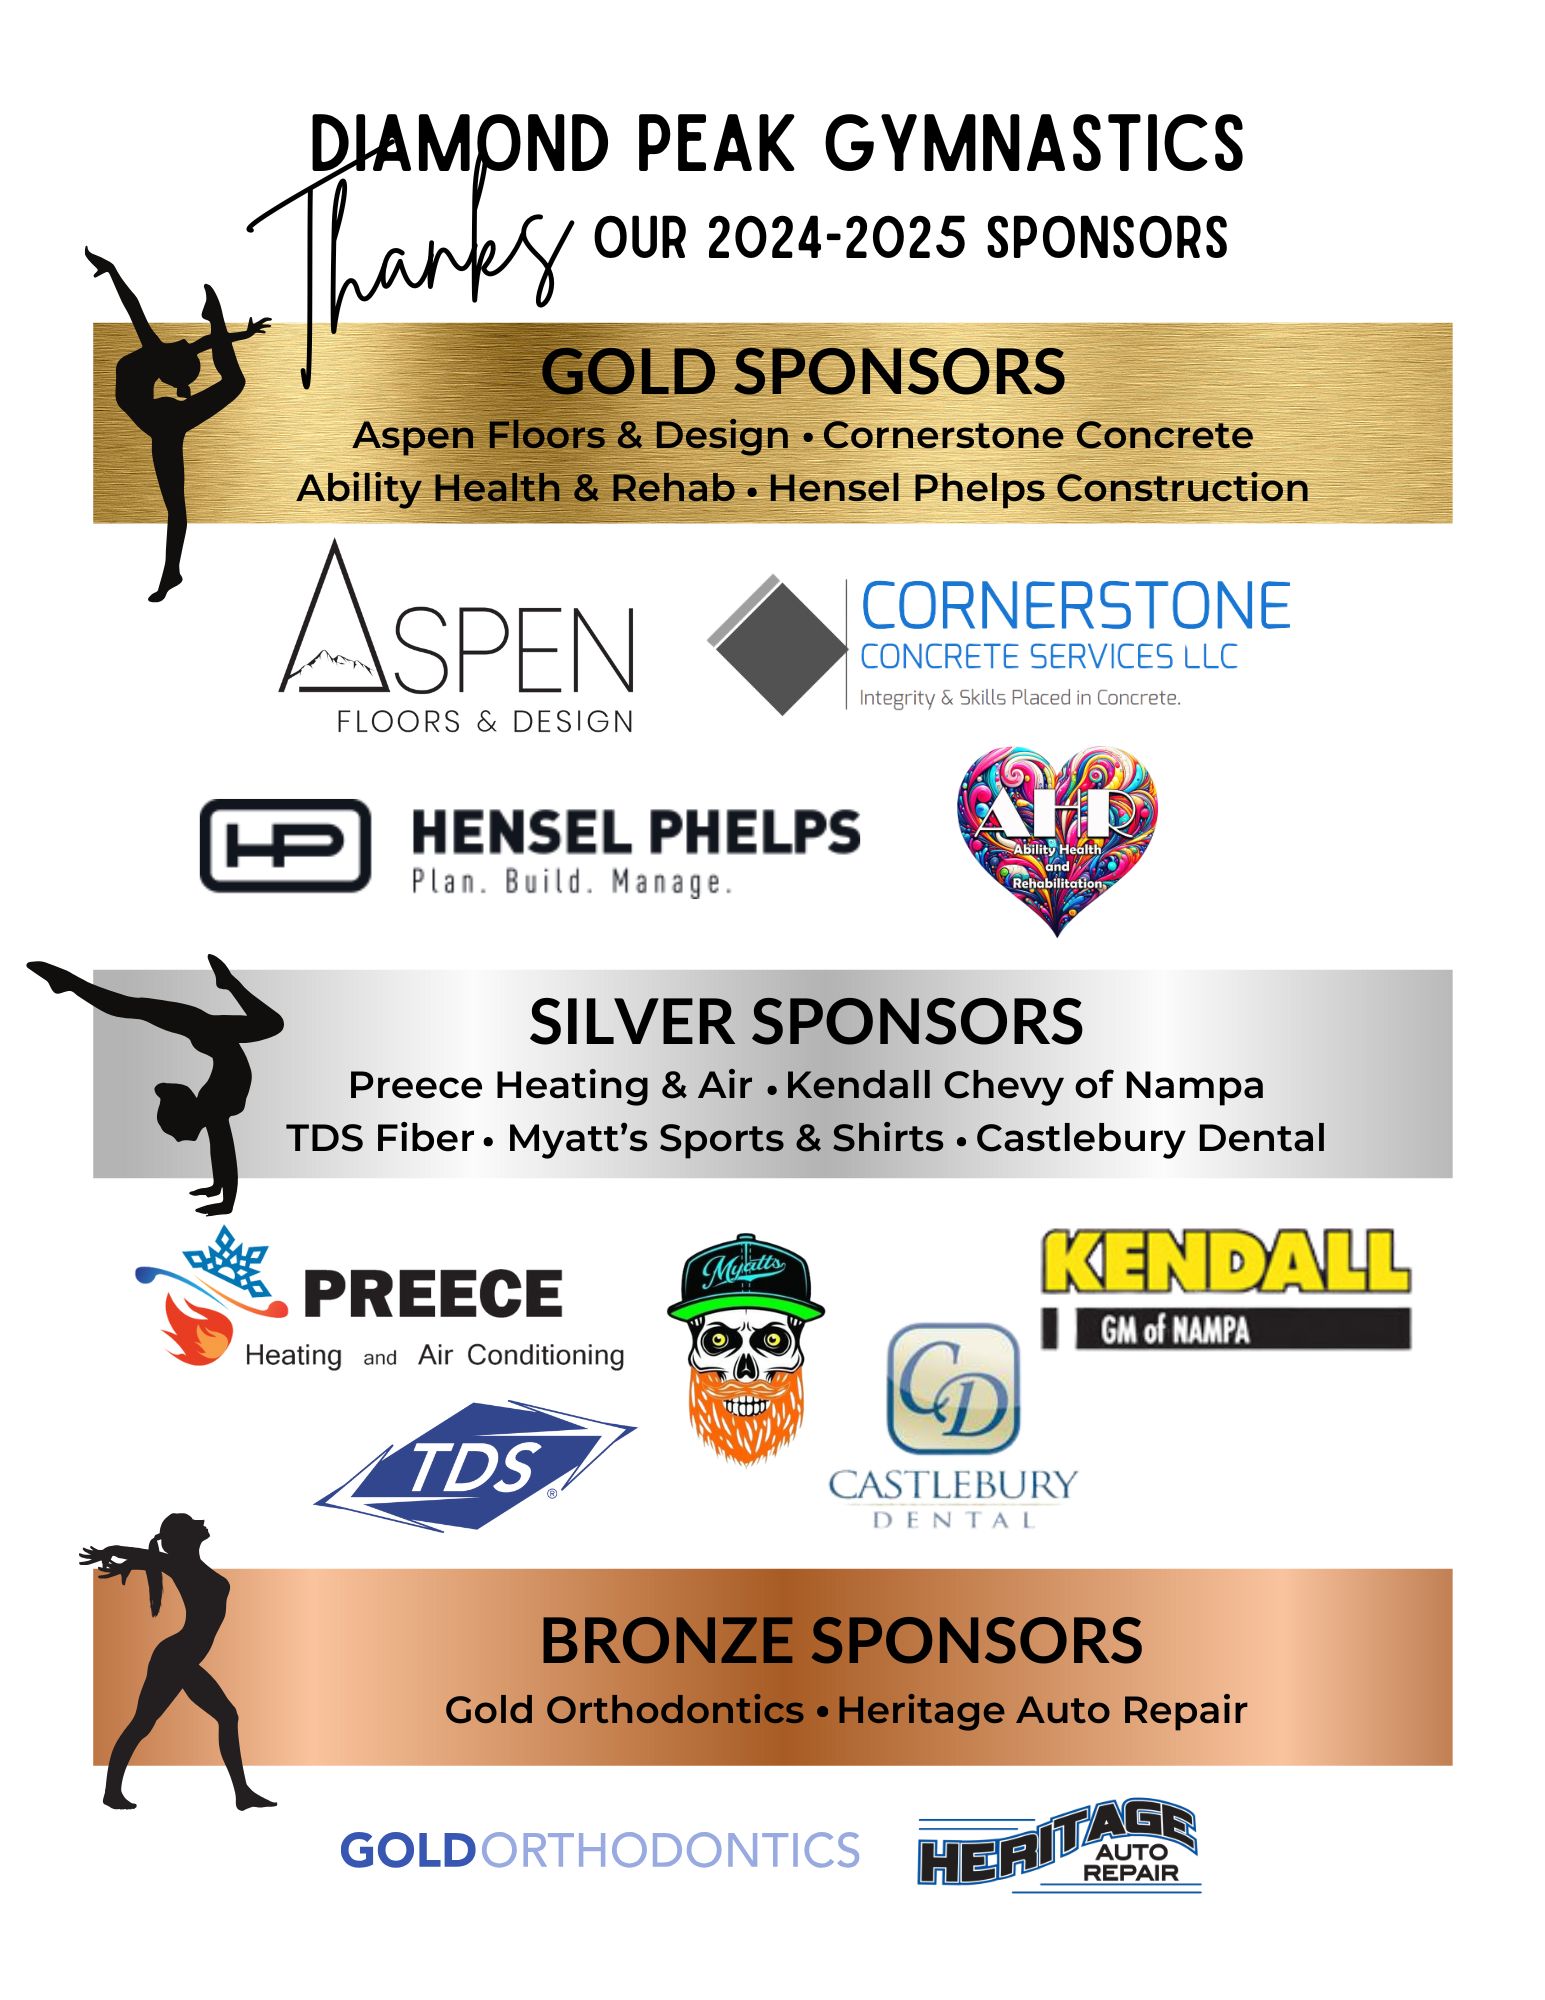 DIAMOND PEAK GYMNASTICS
Thanks OUR 2024-2025 SPONSORS
GOLD SPONSORS
Aspen Floors & Design • Cornerstone Concrete
Ability Health & Rehab • Hensel Phelps Construction
ASPEN
FLOORS & DESIGN
CORNERSTONE
CONCRETE SERVICES LLC
Integrity & Skills Placed in Concrete.
HP
HENSEL PHELPS
Plan. Build. Manage.
AHR
Ability Health
and
Rehabilitation
SILVER SPONSORS
Preece Heating & Air • Kendall Chevy of Nampa
TDS Fiber • Myatt's Sports & Shirts • Castlebury Dental
PREECE
Heating and Air Conditioning
Myatts
KENDALL
GM of NAMPA
TDS®
CD
CASTLEBURY
DENTAL
BRONZE SPONSORS
Gold Orthodontics • Heritage Auto Repair
GOLDORTHODONTICS
HERITAGE
AUTO
REPAIR